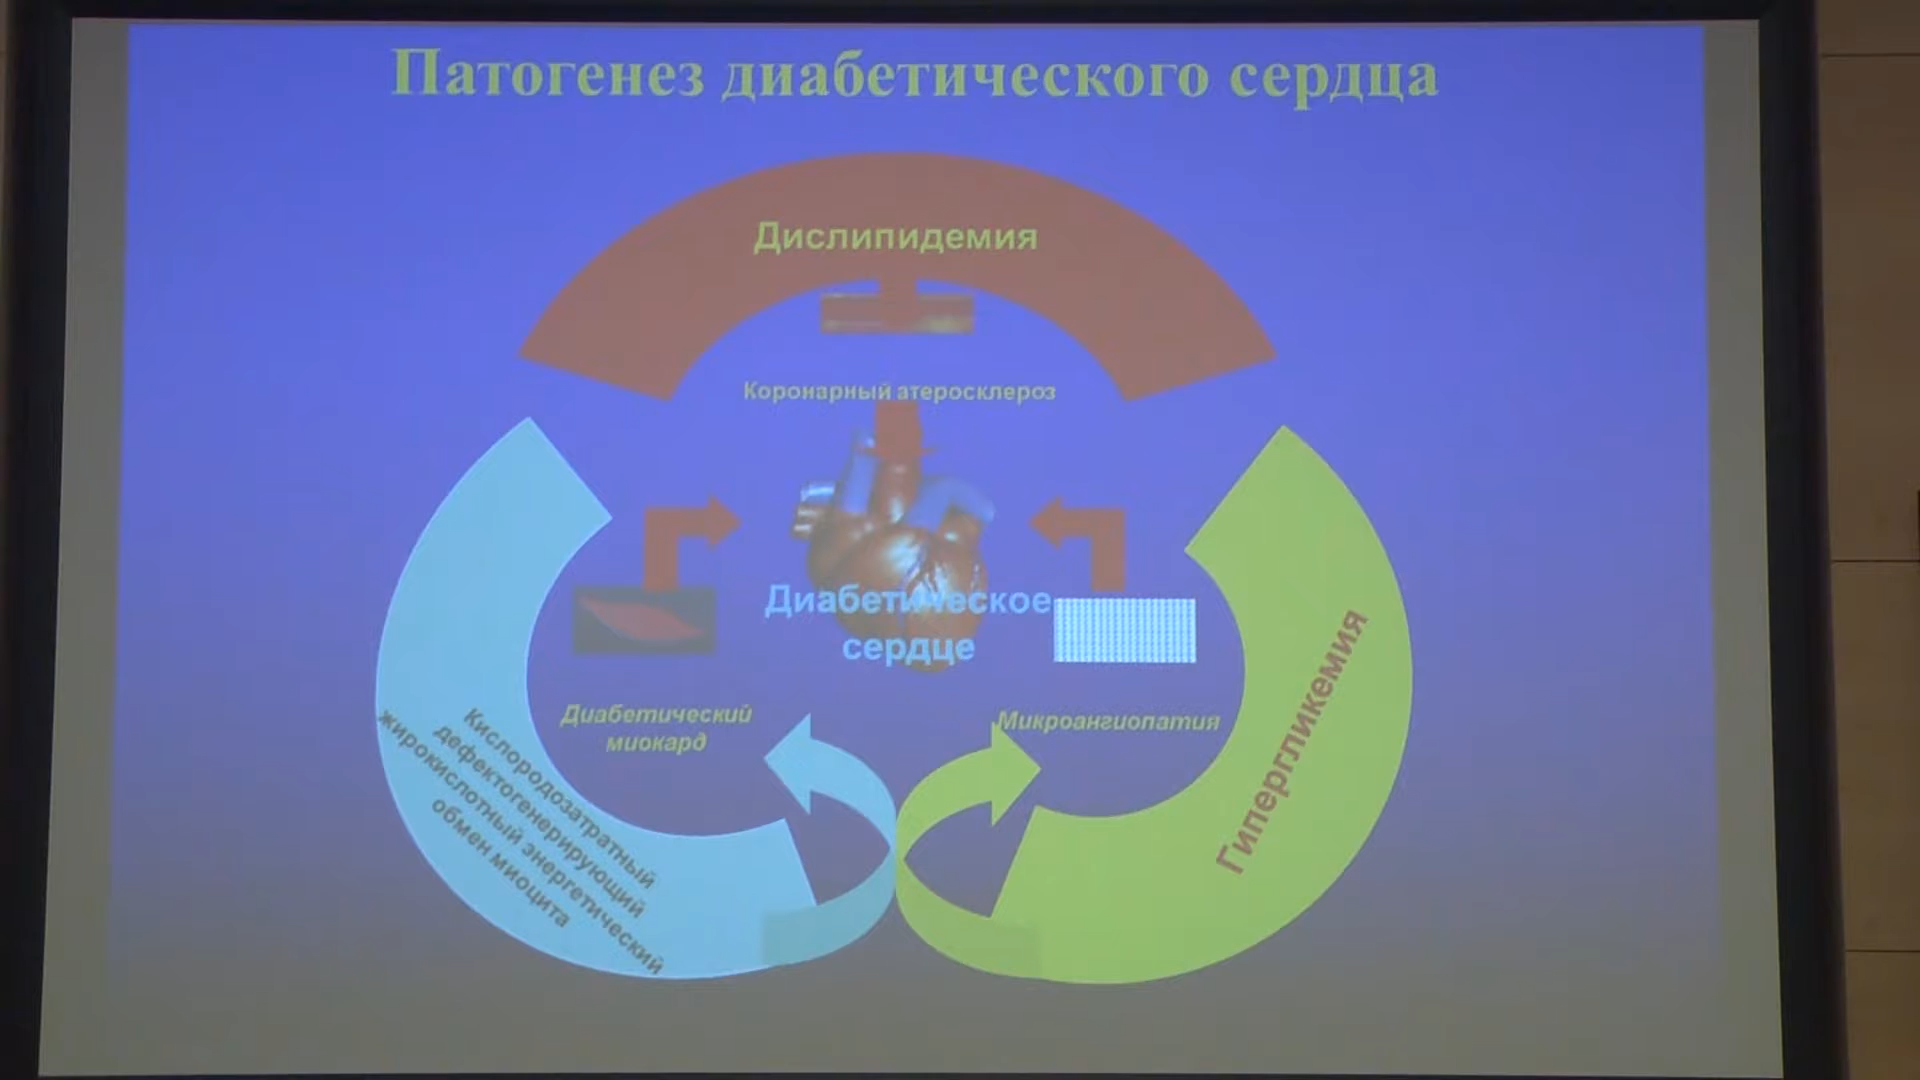 Патогенез диабетического сердца
Дислипидемия
Коронарный атеросклероз
Диабетическое
сердце
Диабетический
миокард
Микроангиопатия
Кислородозатратный
дефектогенерирующий
жирокислотный энергетический
обмен миоцита
Гипергликемия